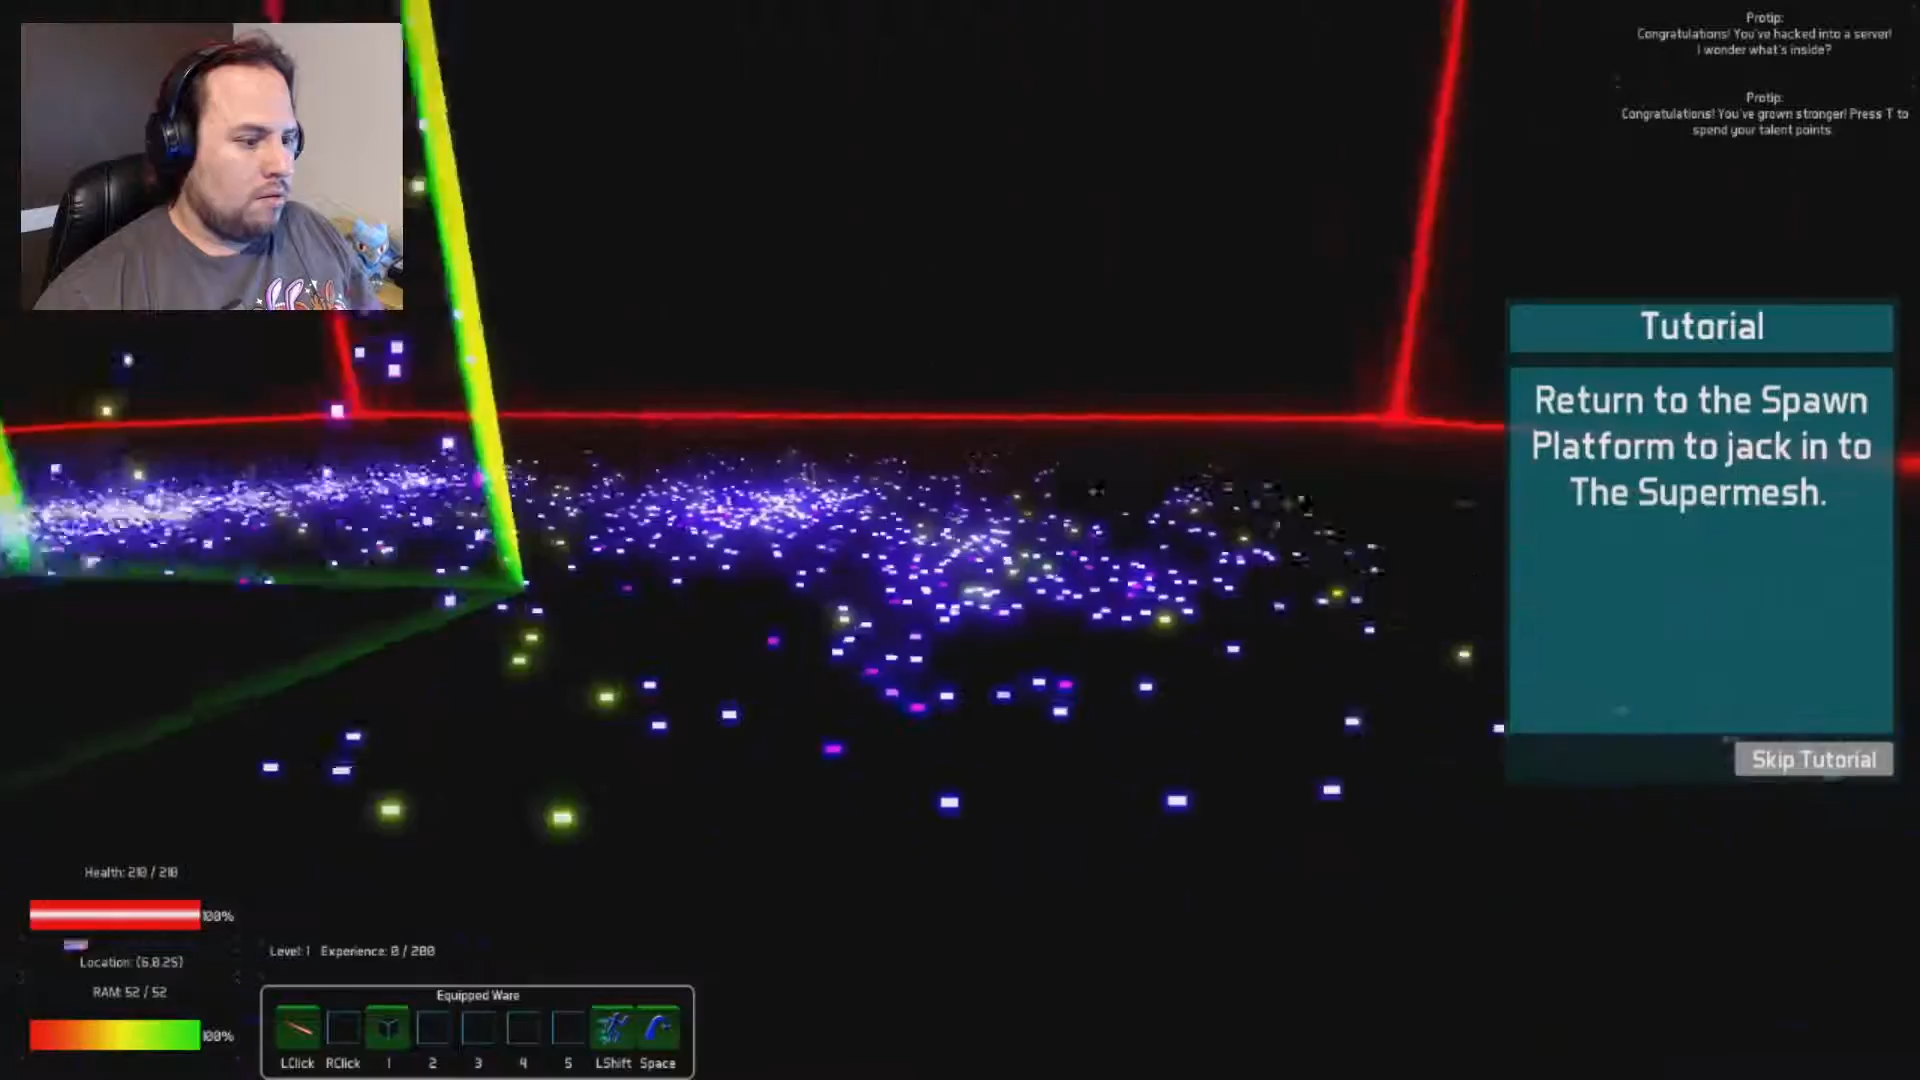 Protip:
Congratulations! You've hacked into a server!
I wonder what's inside?
Protip:
Congratulations! You've grown stronger! Press T to
spend your talent points
Tutorial
Return to the Spawn
Platform to jack in to
The Supermesh.
Skip Tutorial
Health: 210 / 210
100%
Location: (6,0,25)
RAM: 52 / 52
100%
Level: 1 Experience: 0 / 200
Equipped Ware
LClick RClick 1 2 3 4 5 LShift Space